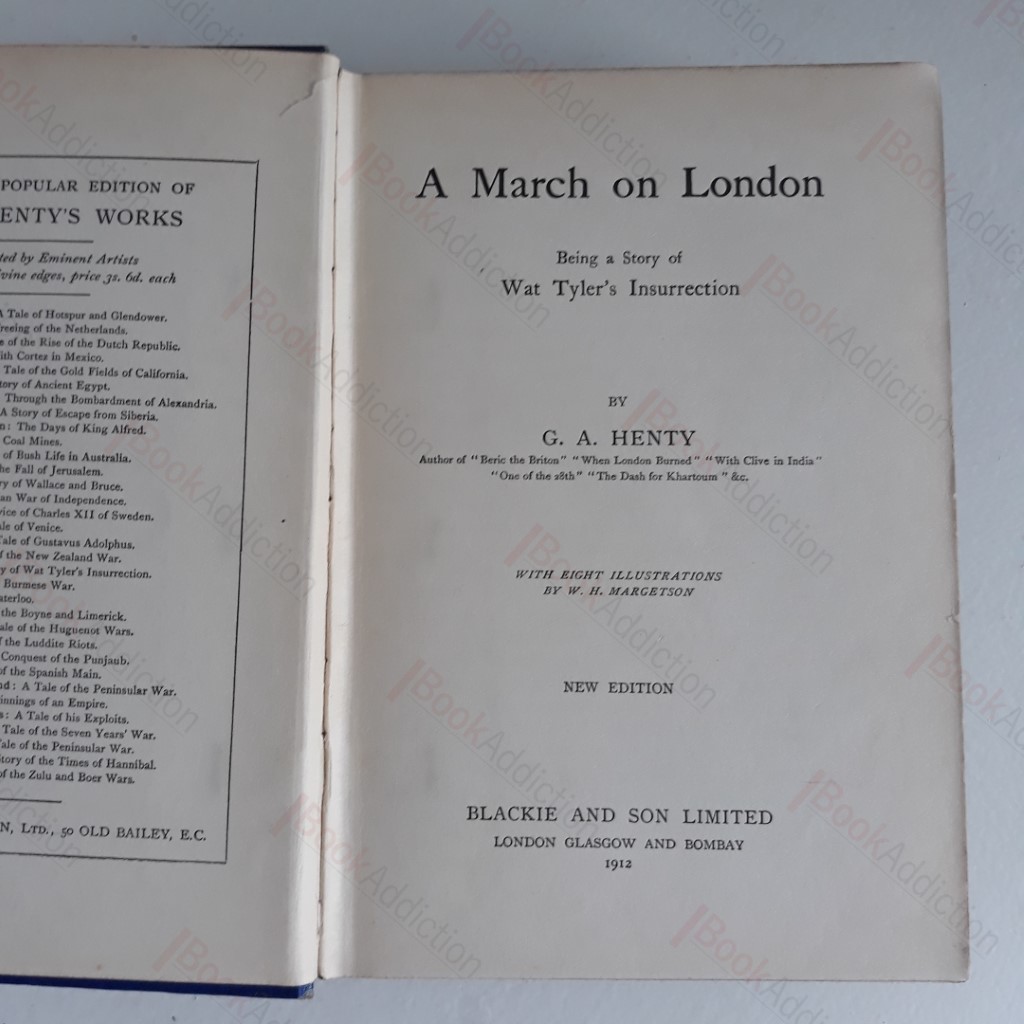 POPULAR EDITION OF
ENTY'S WORKS
ted by Eminent Artists
ivine edges, price 3s. 6d. each
A Tale of Hotspur and Glendower.
reeing of the Netherlands.
e of the Rise of the Dutch Republic.
ith Cortez in Mexico.
Tale of the Gold Fields of California.
tory of Ancient Egypt.
Through the Bombardment of Alexandria.
A Story of Escape from Siberia.
n: The Days of King Alfred.
Coal Mines.
of Bush Life in Australia.
he Fall of Jerusalem.
ry of Wallace and Bruce.
an War of Independence.
vice of Charles XII of Sweden.
ale of Venice.
Tale of Gustavus Adolphus.
f the New Zealand War.
y of Wat Tyler's Insurrection.
Burmese War.
aterloo.
the Boyne and Limerick.
ale of the Huguenot Wars.
f the Luddite Riots.
Conquest of the Punjaub.
of the Spanish Main.
nd: A Tale of the Peninsular War.
innings of an Empire.
s: A Tale of his Exploits.
Tale of the Seven Years' War.
Tale of the Peninsular War.
tory of the Times of Hannibal.
of the Zulu and Boer Wars.
N, LTD., 50 OLD BAILEY, E.C.
A March on London
Being a Story of
Wat Tyler's Insurrection
BY
G. A. HENTY
Author of "Beric the Briton" "When London Burned" "With Clive in India"
"One of the 28th" "The Dash for Khartoum" &c.
WITH EIGHT ILLUSTRATIONS
BY W. H. MARGETSON
NEW EDITION
BLACKIE AND SON LIMITED
LONDON GLASGOW AND BOMBAY
1912
BookAddiction